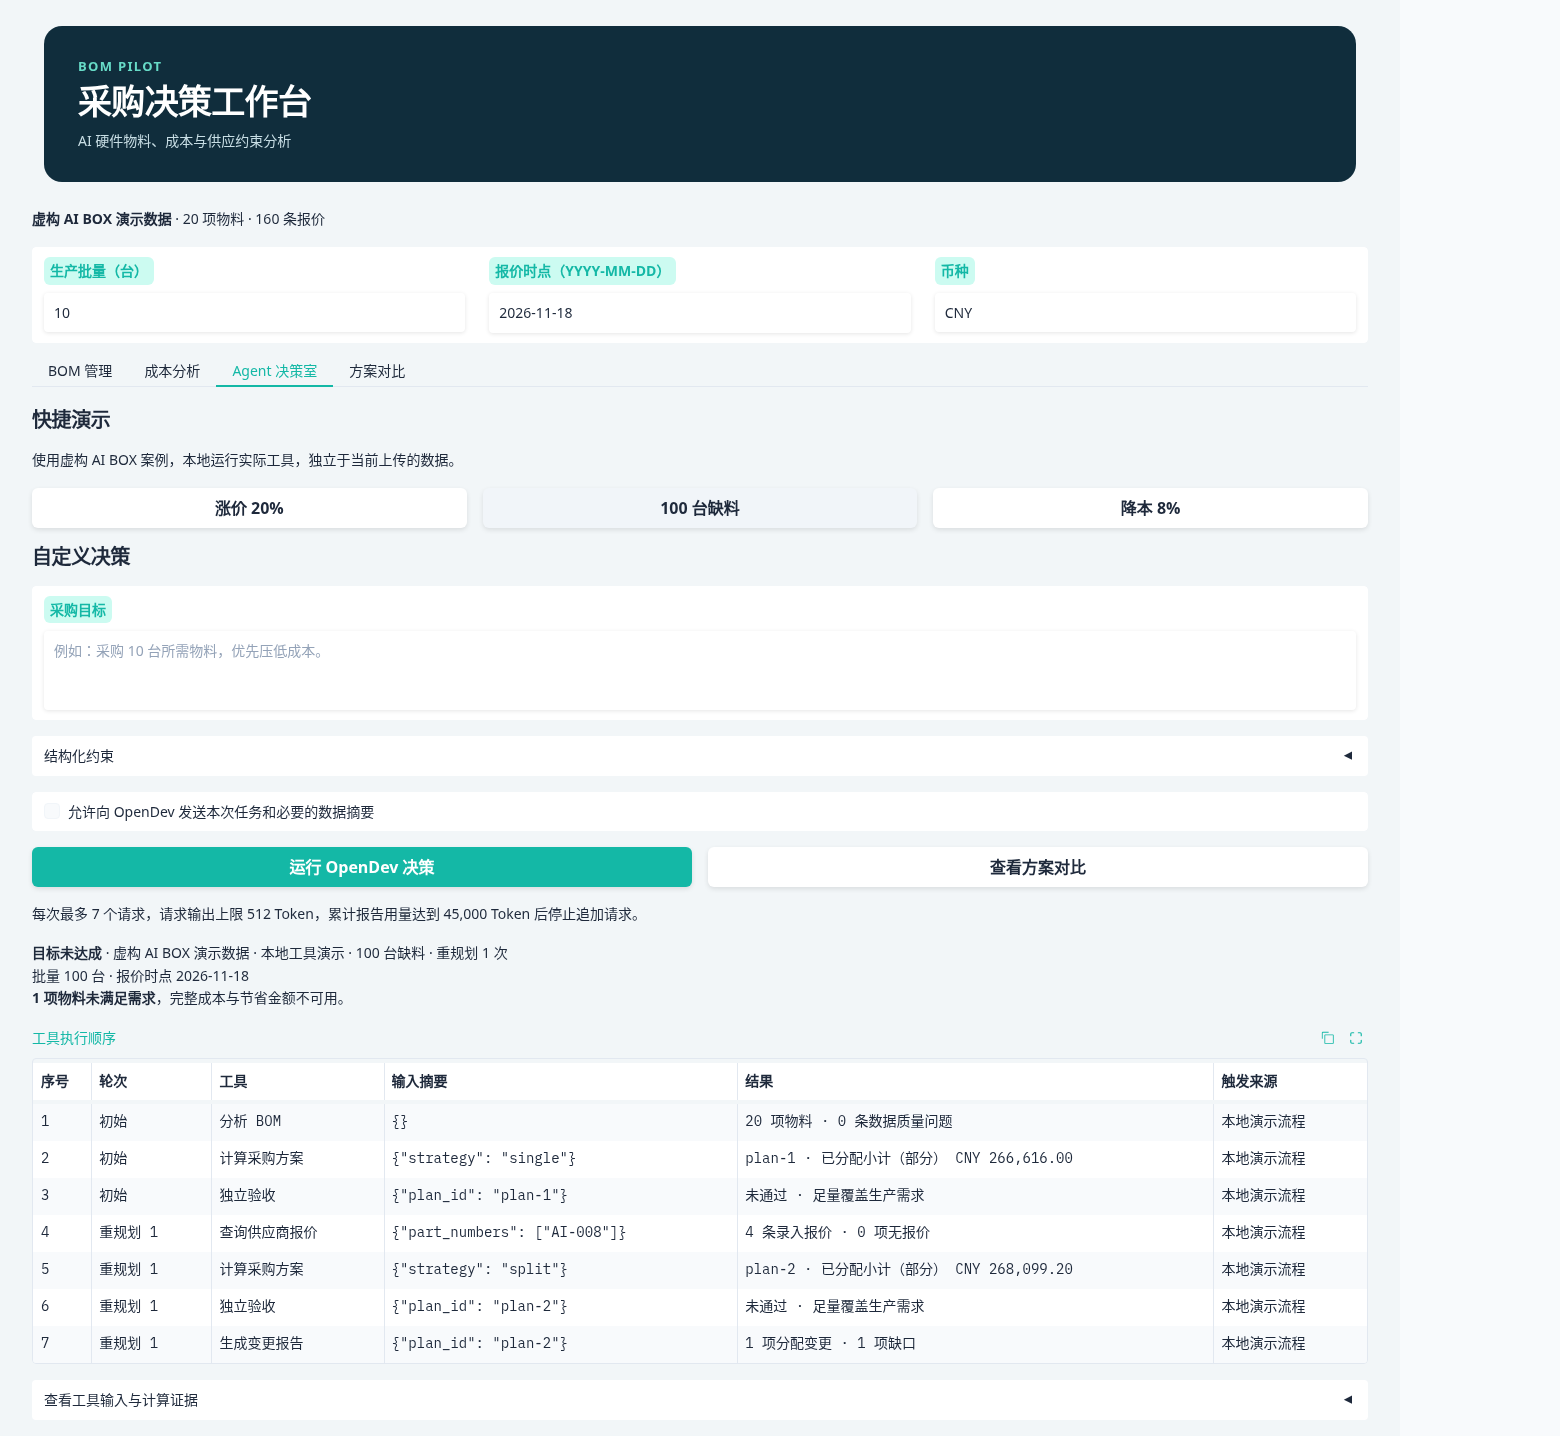 BOM PILOT
采购决策工作台
AI 硬件物料、成本与供应约束分析
虚构 AI BOX 演示数据 · 20 项物料 · 160 条报价
生产批量（台） 报价时点（YYYY-MM-DD） 币种
10 2026-11-18 CNY
BOM 管理 成本分析 Agent 决策室 方案对比
快捷演示
使用虚构 AI BOX 案例，本地运行实际工具，独立于当前上传的数据。
涨价 20% 100 台缺料 降本 8%
自定义决策
采购目标
例如：采购 10 台所需物料，优先压低成本。
结构化约束
允许向 OpenDev 发送本次任务和必要的数据摘要
运行 OpenDev 决策 查看方案对比
每次最多 7 个请求，请求输出上限 512 Token，累计报告用量达到 45,000 Token 后停止追加请求。
目标未达成 · 虚构 AI BOX 演示数据 · 本地工具演示 · 100 台缺料 · 重规划 1 次
批量 100 台 · 报价时点 2026-11-18
1 项物料未满足需求，完整成本与节省金额不可用。
工具执行顺序
序号 轮次 工具 输入摘要 结果 触发来源
1 初始 分析 BOM {} 20 项物料 · 0 条数据质量问题 本地演示流程
2 初始 计算采购方案 {"strategy": "single"} plan-1 · 已分配小计（部分） CNY 266,616.00 本地演示流程
3 初始 独立验收 {"plan_id": "plan-1"} 未通过 · 足量覆盖生产需求 本地演示流程
4 重规划 1 查询供应商报价 {"part_numbers": ["AI-008"]} 4 条录入报价 · 0 项无报价 本地演示流程
5 重规划 1 计算采购方案 {"strategy": "split"} plan-2 · 已分配小计（部分） CNY 268,099.20 本地演示流程
6 重规划 1 独立验收 {"plan_id": "plan-2"} 未通过 · 足量覆盖生产需求 本地演示流程
7 重规划 1 生成变更报告 {"plan_id": "plan-2"} 1 项分配变更 · 1 项缺口 本地演示流程
查看工具输入与计算证据